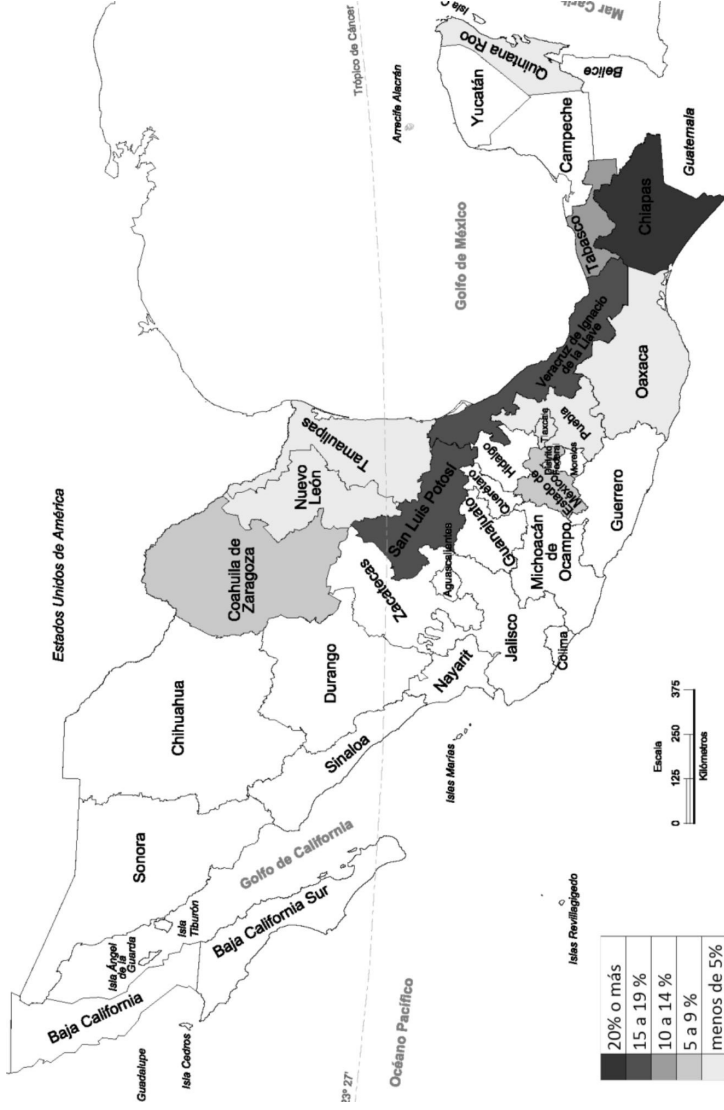 Mar Carib
Isla C
Trópico de Cáncer
Quintana Roo
Yucatán
Belice
Arrecife Alacrán
Campeche
Guatemala
Golfo de México
Tabasco
Chiapas
Veracruz de Ignacio
de la Llave
Oaxaca
Estados Unidos de América
Tamaulipas
Nuevo
León
Coahuila de
Zaragoza
San Luis Potosí
Hidalgo
Tlaxcala
Puebla
Querétaro
Distrito
Federal
Morelos
Estado de
México
Guanajuato
Guerrero
Aguascalientes
Michoacán
de
Ocampo
Zacatecas
Chihuahua
Durango
Nayarit
Jalisco
Colima
Sinaloa
Sonora
Islas Marías
Golfo de California
Isla Ángel
de la
Guarda
Isla
Tiburón
Baja California Sur
Baja California
Isla Cedros
Guadalupe
23° 27'
Océano Pacífico
Islas Revillagigedo
Escala
0 125 250 375
Kilómetros
20% o más
15 a 19 %
10 a 14 %
5 a 9 %
menos de 5%